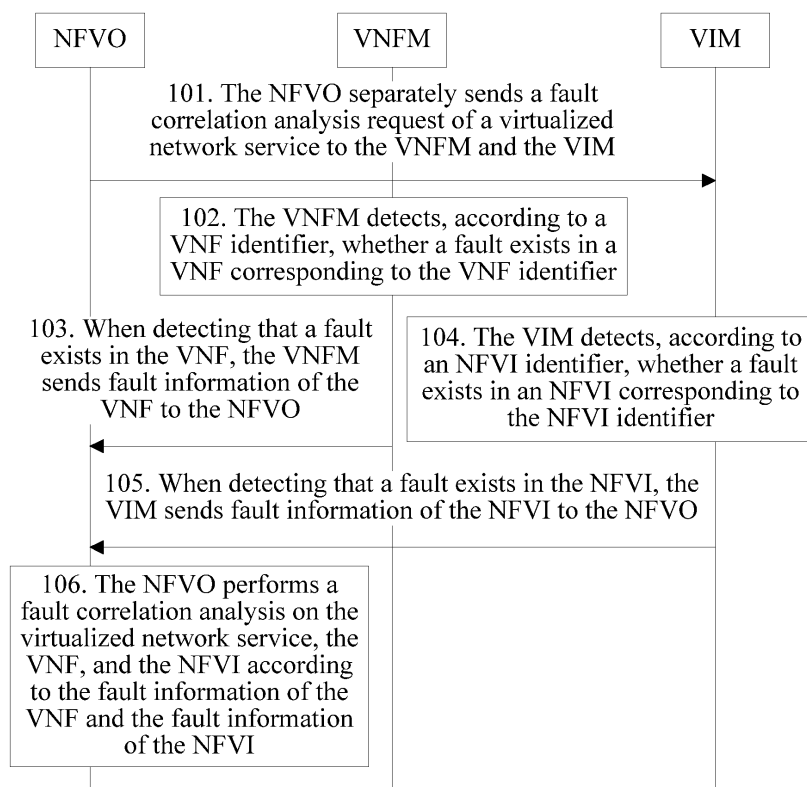 NFVO
VNFM
VIM
101. The NFVO separately sends a fault
correlation analysis request of a virtualized
network service to the VNFM and the VIM
102. The VNFM detects, according to a
VNF identifier, whether a fault exists in a
VNF corresponding to the VNF identifier
103. When detecting that a fault
exists in the VNF, the VNFM
sends fault information of the
VNF to the NFVO
104. The VIM detects, according to
an NFVI identifier, whether a fault
exists in an NFVI corresponding to
the NFVI identifier
105. When detecting that a fault exists in the NFVI, the
VIM sends fault information of the NFVI to the NFVO
106. The NFVO performs a
fault correlation analysis on the
virtualized network service, the
VNF, and the NFVI according
to the fault information of the
VNF and the fault information
of the NFVI